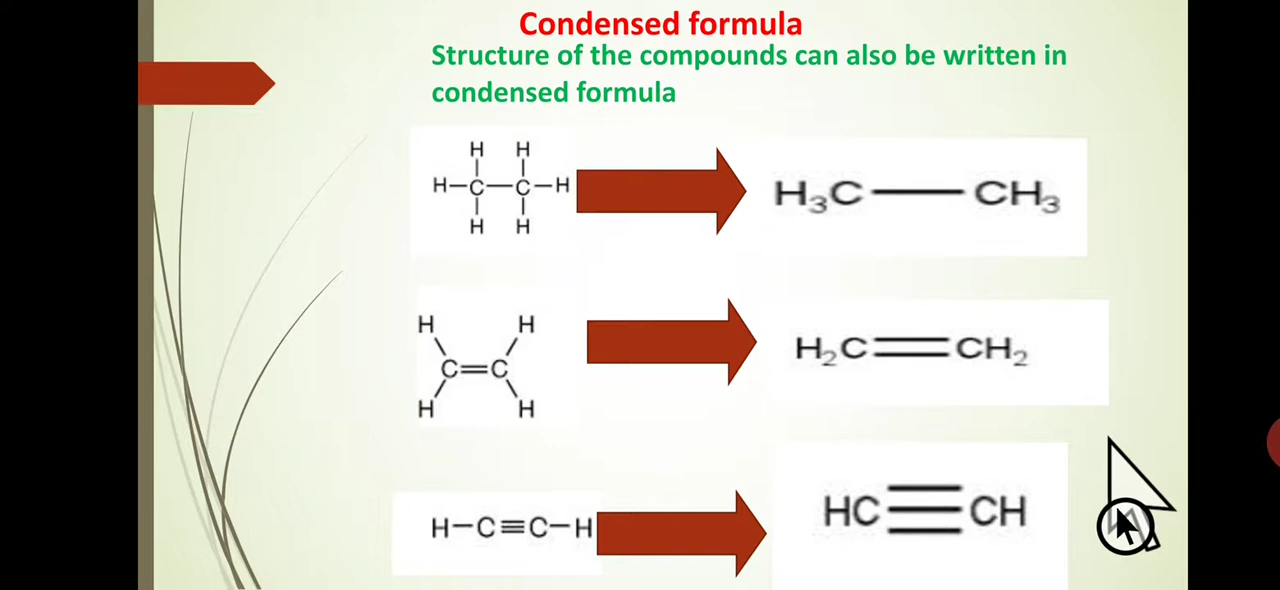 Condensed formula
Structure of the compounds can also be written in
condensed formula
H H
H–C–C–H
H H
H₃C—CH₃
H H
C=C
H H
H₂C=CH₂
H–C≡C–H
HC≡CH